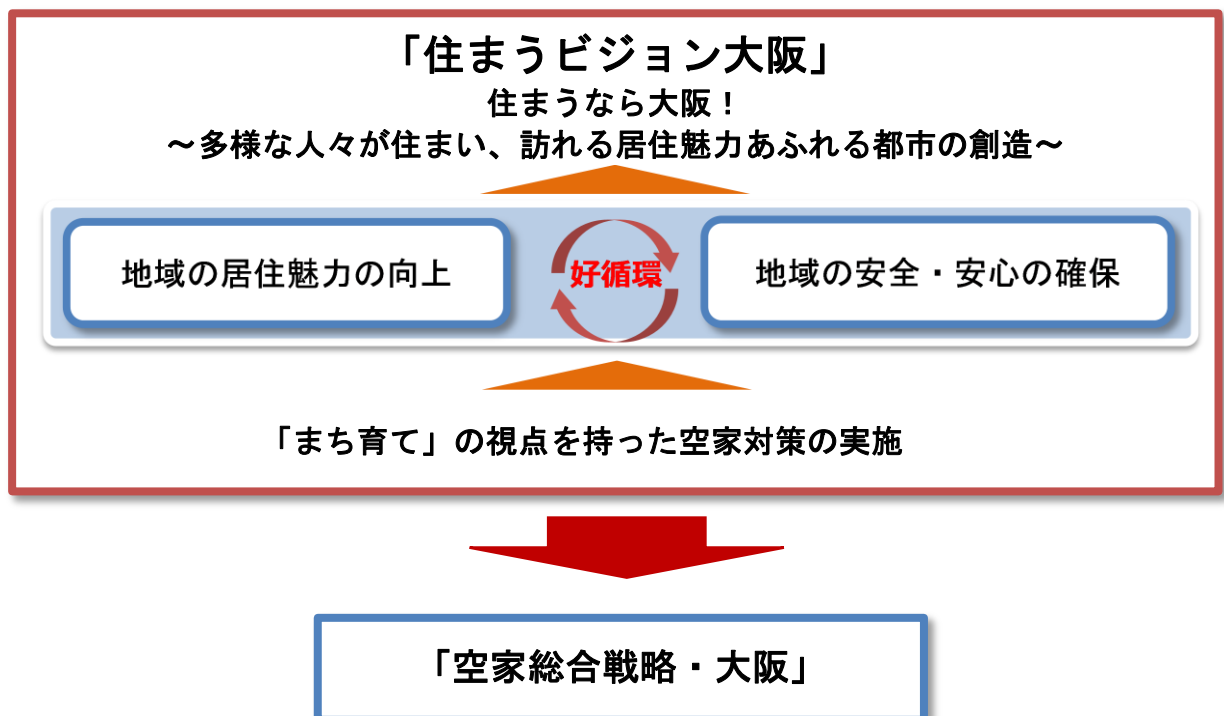 「住まうビジョン大阪」
住まうなら大阪！
～多様な人々が住まい、訪れる居住魅力あふれる都市の創造～
地域の居住魅力の向上
好循環
地域の安全・安心の確保
「まち育て」の視点を持った空家対策の実施
「空家総合戦略・大阪」